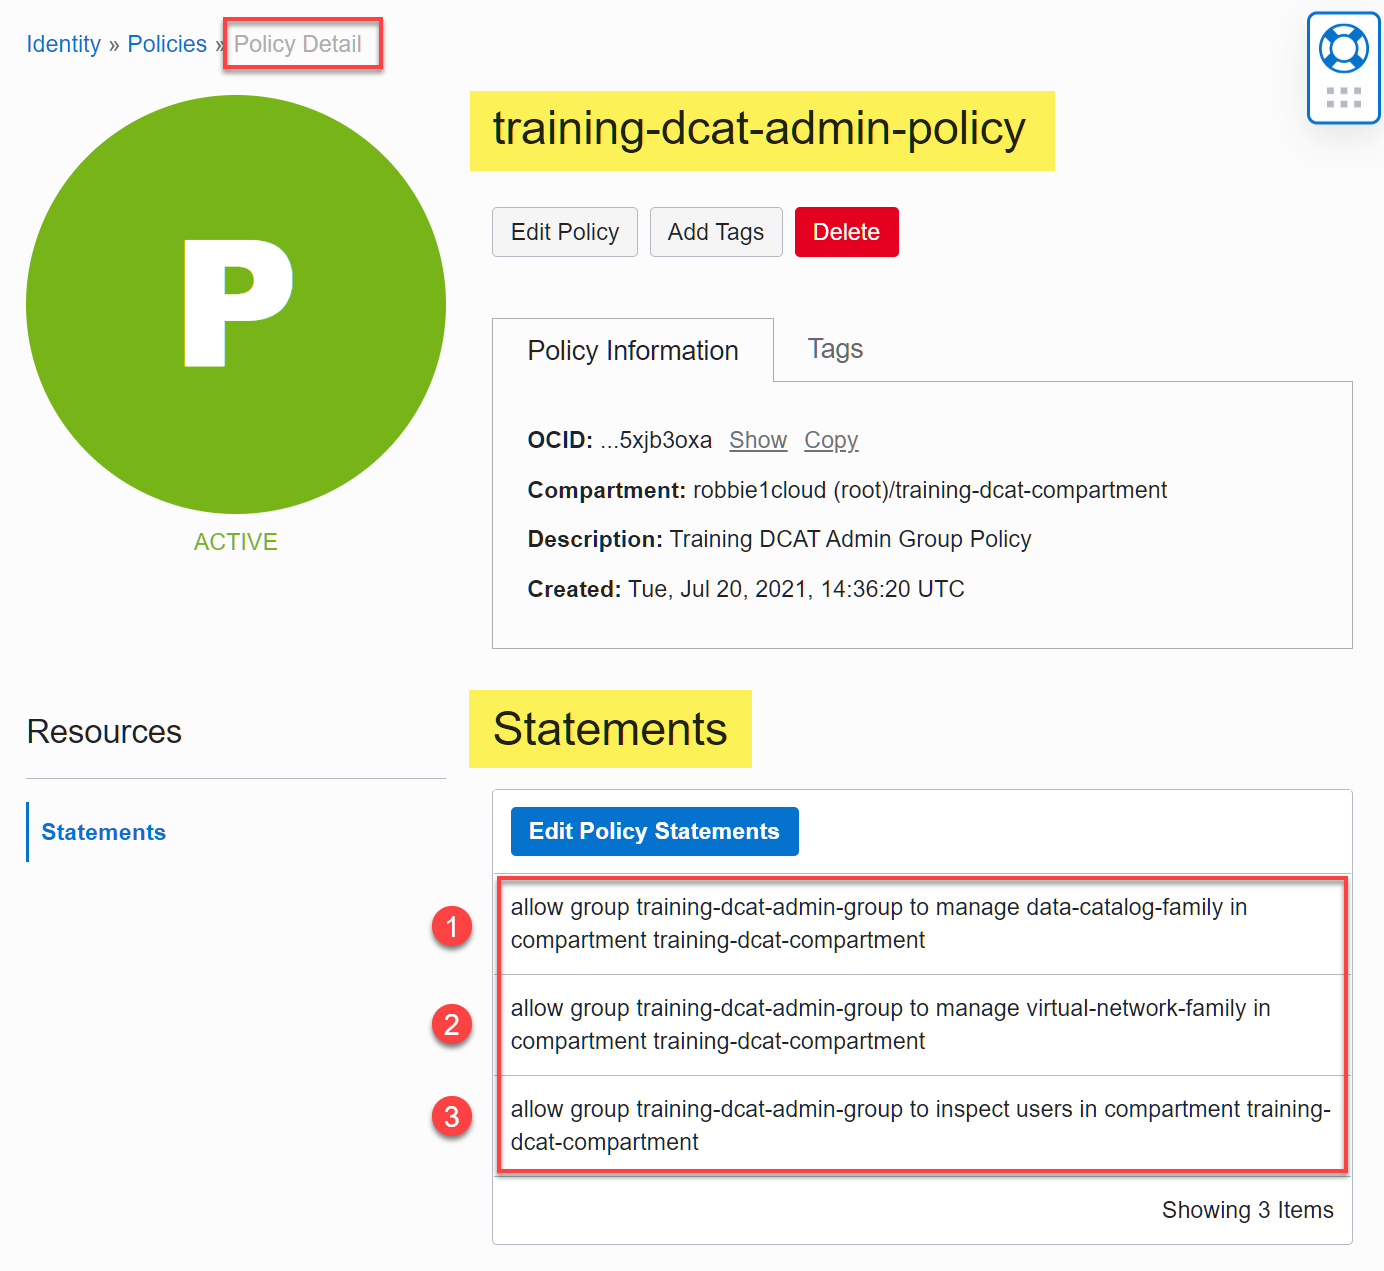 Identity » Policies » Policy Detail
training-dcat-admin-policy
Edit Policy Add Tags Delete
P
ACTIVE
Policy Information Tags
OCID: ...5xjb3oxa Show Copy
Compartment: robbie1cloud (root)/training-dcat-compartment
Description: Training DCAT Admin Group Policy
Created: Tue, Jul 20, 2021, 14:36:20 UTC
Resources
Statements
Statements
Edit Policy Statements
1
allow group training-dcat-admin-group to manage data-catalog-family in
compartment training-dcat-compartment
2
allow group training-dcat-admin-group to manage virtual-network-family in
compartment training-dcat-compartment
3
allow group training-dcat-admin-group to inspect users in compartment training-
dcat-compartment
Showing 3 Items